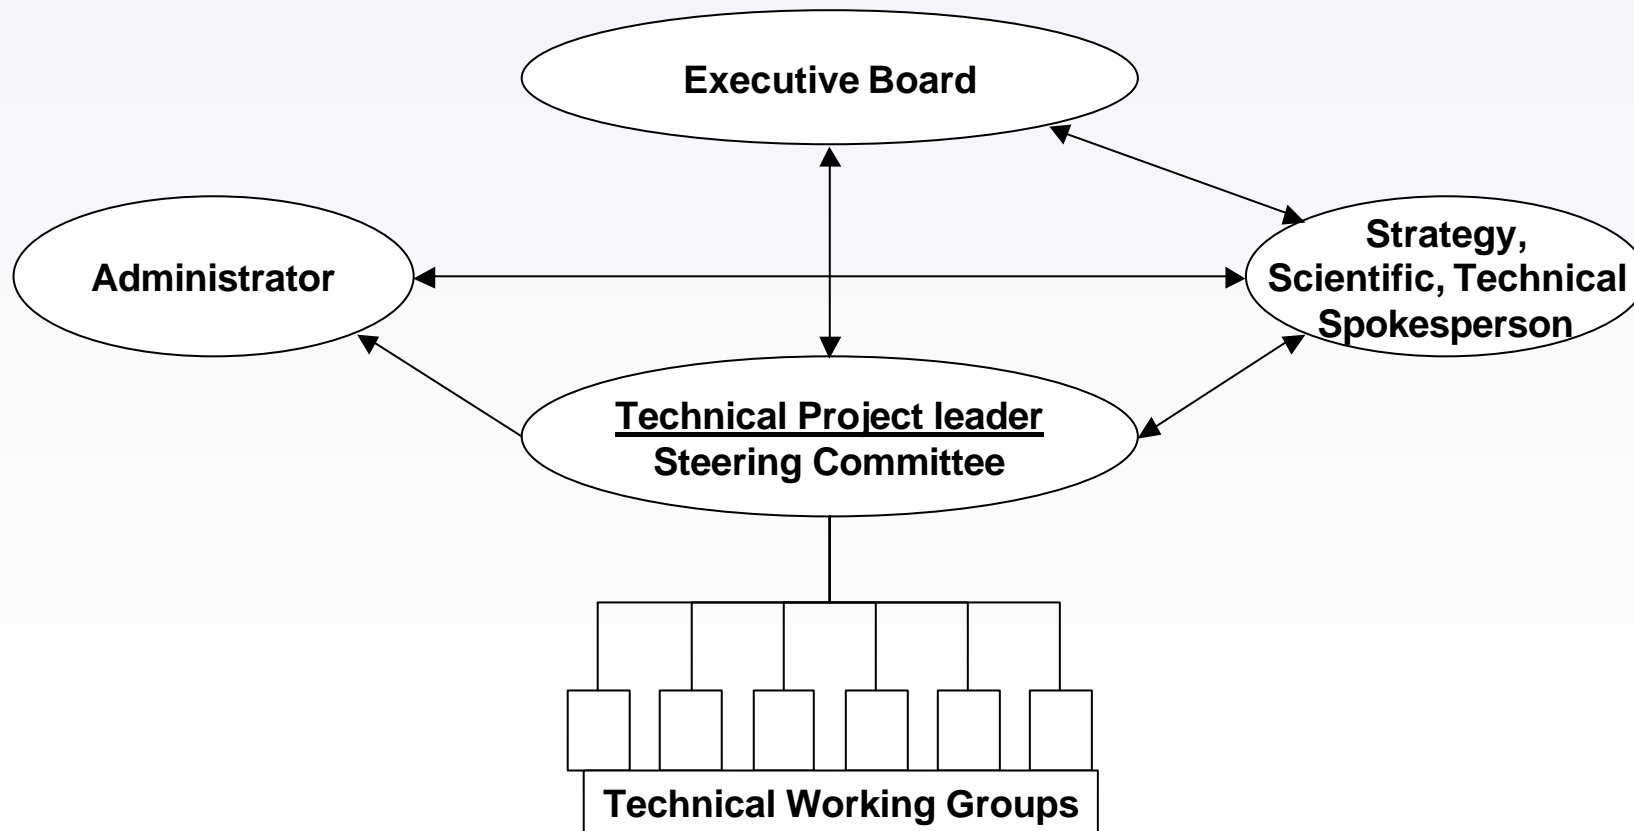 Executive Board
Administrator
Strategy,
Scientific, Technical
Spokesperson
Technical Project leader
Steering Committee
Technical Working Groups